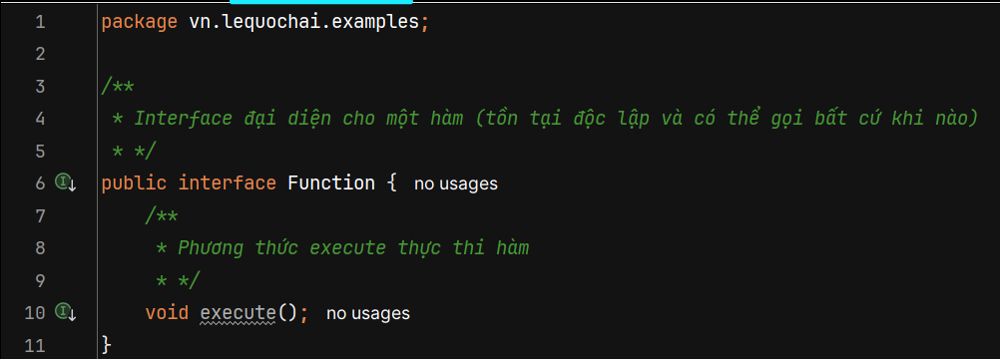 1 package vn.lequochai.examples;
2
3 /**
4 * Interface đại diện cho một hàm (tồn tại độc lập và có thể gọi bất cứ khi nào)
5 * */
6 public interface Function { no usages
7 /**
8 * Phương thức execute thực thi hàm
9 * */
10 void execute(); no usages
11 }